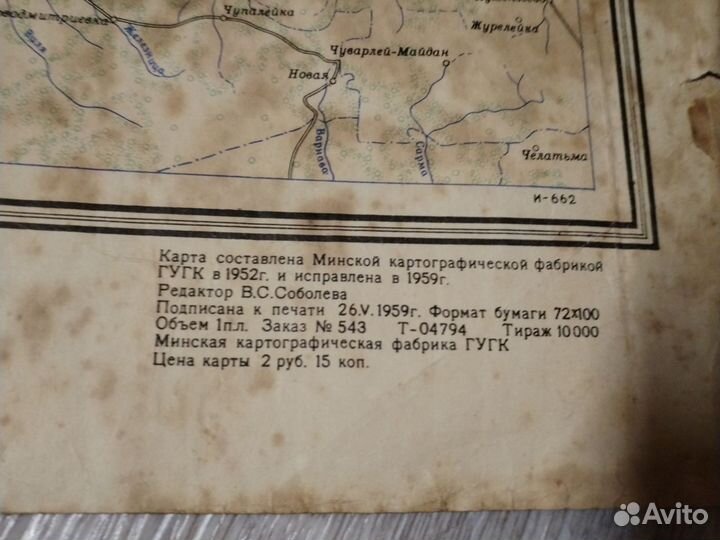 Чупалейка
Журелейка
Чуварлей-Майдан
Железница
Новая
Варнава
Сарма
Челатьма
И-662
Карта составлена Минской картографической фабрикой
ГУГК в 1952г. и исправлена в 1959г.
Редактор В.С.Соболева
Подписана к печати 26.V.1959г. Формат бумаги 72х100
Объем 1п.л. Заказ № 543 Т-04794 Тираж 10000
Минская картографическая фабрика ГУГК
Цена карты 2 руб. 15 коп.
Avito